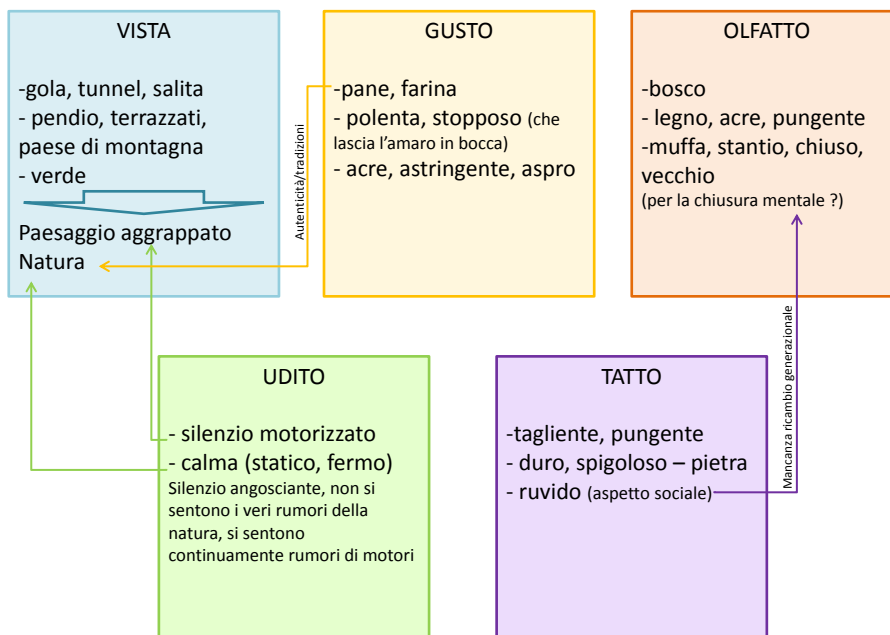 VISTA
-gola, tunnel, salita
- pendio, terrazzati,
paese di montagna
- verde
Paesaggio aggrappato
Natura
Autenticità/tradizioni
GUSTO
-pane, farina
- polenta, stopposo (che
lascia l’amaro in bocca)
- acre, astringente, aspro
OLFATTO
-bosco
- legno, acre, pungente
-muffa, stantio, chiuso,
vecchio
(per la chiusura mentale ?)
UDITO
- silenzio motorizzato
- calma (statico, fermo)
Silenzio angosciante, non si
sentono i veri rumori della
natura, si sentono
continuamente rumori di motori
TATTO
-tagliente, pungente
- duro, spigoloso – pietra
- ruvido (aspetto sociale)
Mancanza ricambio generazionale